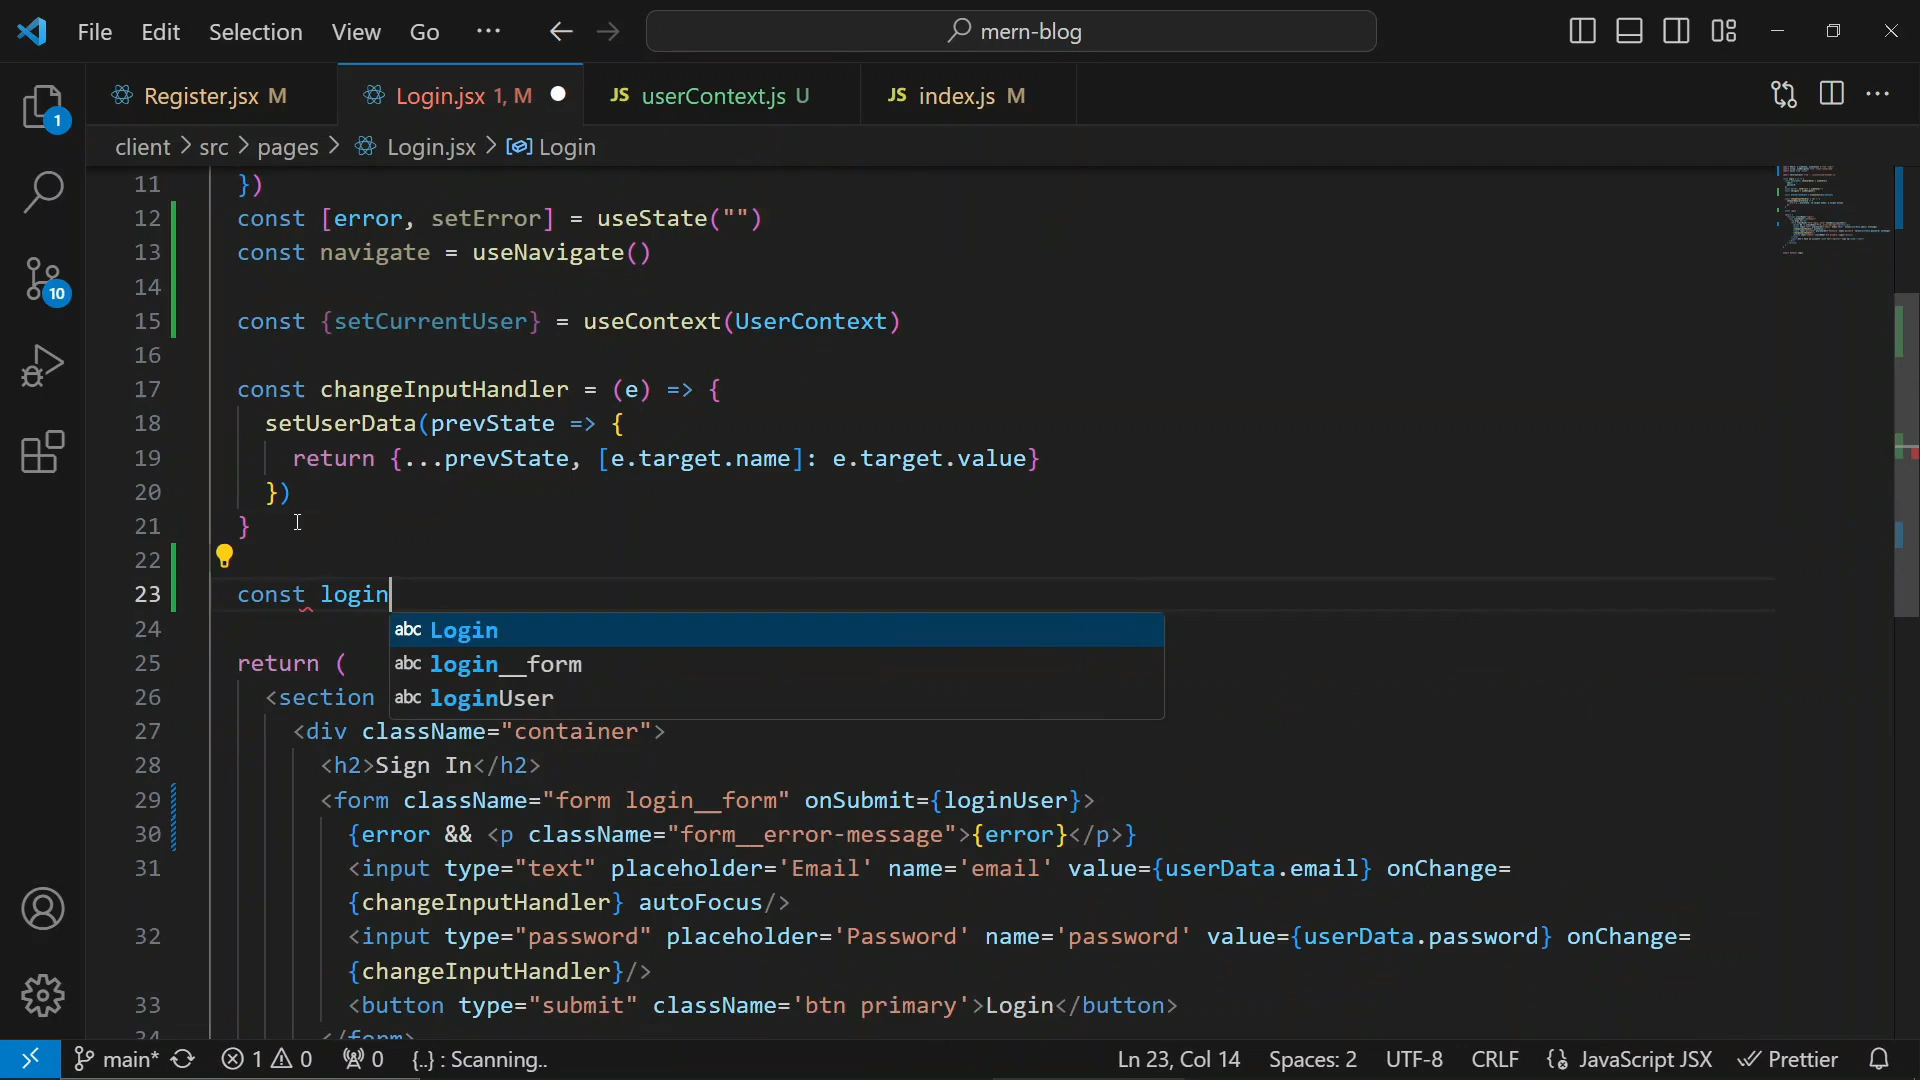 File Edit Selection View Go ··· mern-blog
1
Register.jsx M Login.jsx 1, M JS userContext.js U JS index.js M
client > src > pages > Login.jsx > Login
11 })
12 const [error, setError] = useState("")
13 const navigate = useNavigate()
14
15 const {setCurrentUser} = useContext(UserContext)
16
17 const changeInputHandler = (e) => {
18 setUserData(prevState => {
19 return {...prevState, [e.target.name]: e.target.value}
20 })
21 }
22
23 const login
24
abc Login
abc login__form
abc loginUser
25 return (
26 <section
27 <div className="container">
28 <h2>Sign In</h2>
29 <form className="form login__form" onSubmit={loginUser}>
30 {error && <p className="form__error-message">{error}</p>}
31 <input type="text" placeholder='Email' name='email' value={userData.email} onChange=
{changeInputHandler} autoFocus/>
32 <input type="password" placeholder='Password' name='password' value={userData.password} onChange=
{changeInputHandler}/>
33 <button type="submit" className='btn primary'>Login</button>
34 </form>
10
main* 1 0 0 {..} : Scanning.. Ln 23, Col 14 Spaces: 2 UTF-8 CRLF JavaScript JSX Prettier